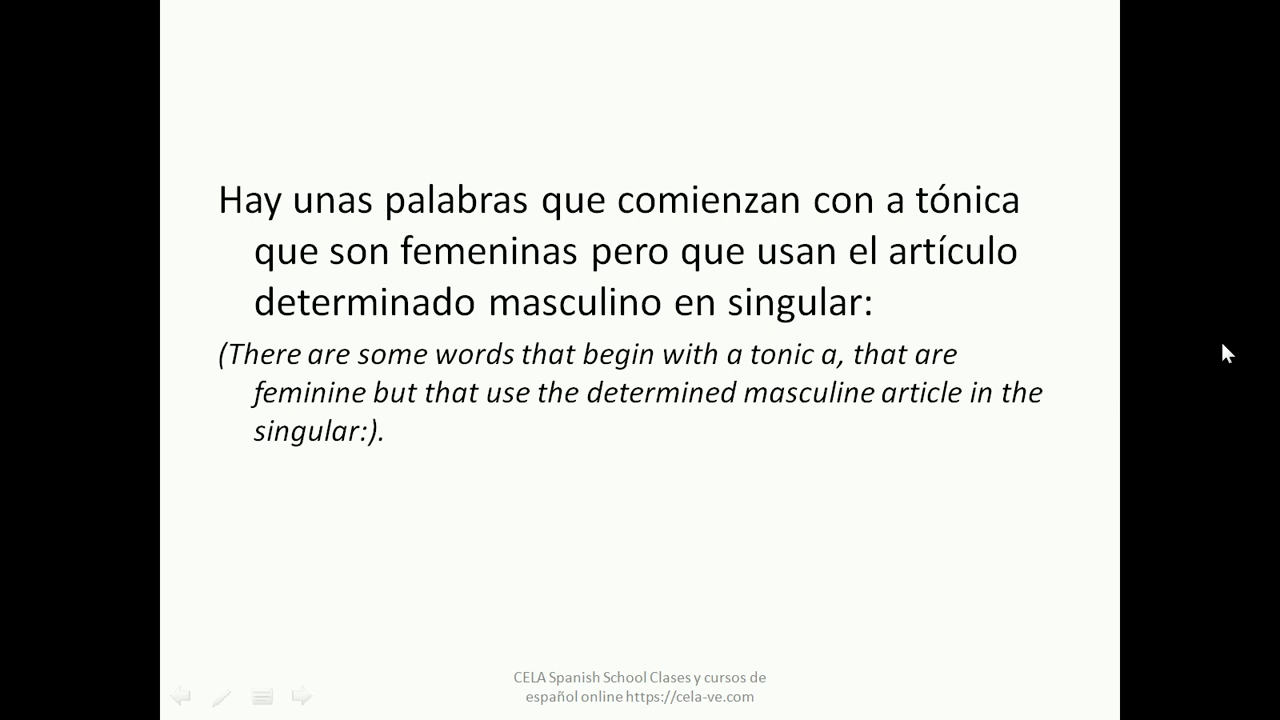 Hay unas palabras que comienzan con a tónica
que son femeninas pero que usan el artículo
determinado masculino en singular:
(There are some words that begin with a tonic a, that are
feminine but that use the determined masculine article in the
singular:).
CELA Spanish School Clases y cursos de
español online https://cela-ve.com